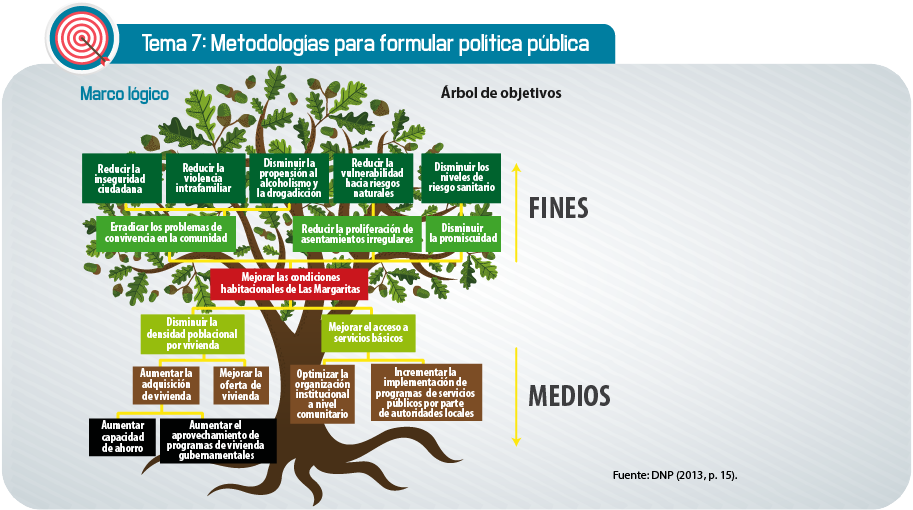 Tema 7: Metodologías para formular política pública
Marco lógico
Árbol de objetivos
Reducir la
inseguridad
ciudadana
Reducir la
violencia
intrafamiliar
Disminuir la
propensión al
alcoholismo y
la drogadicción
Reducir la
vulnerabilidad
hacia riesgos
naturales
Disminuir los
niveles de
riesgo sanitario
FINES
Erradicar los problemas de
convivencia en la comunidad
Reducir la proliferación de
asentamientos irregulares
Disminuir
la promiscuidad
Mejorar las condiciones
habitacionales de Las Margaritas
Disminuir la
densidad poblacional
por vivienda
Mejorar el acceso a
servicios básicos
Aumentar la
adquisición
de vivienda
Mejorar la
oferta de
vivienda
Optimizar la
organización
institucional
a nivel
comunitario
Incrementar la
implementación de
programas de servicios
públicos por parte
de autoridades locales
MEDIOS
Aumentar
capacidad
de ahorro
Aumentar el
aprovechamiento de
programas de vivienda
gubernamentales
Fuente: DNP (2013, p. 15).